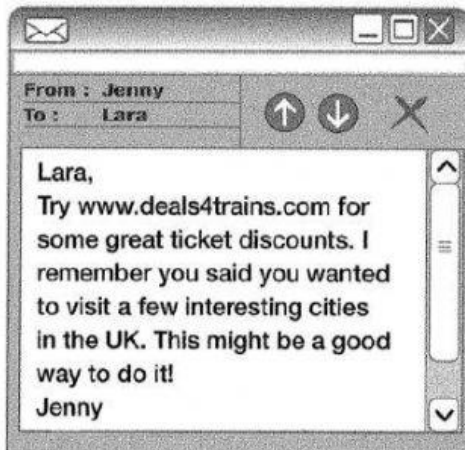 From : Jenny
To : Lara
Lara,
Try www.deals4trains.com for
some great ticket discounts. I
remember you said you wanted
to visit a few interesting cities
in the UK. This might be a good
way to do it!
Jenny